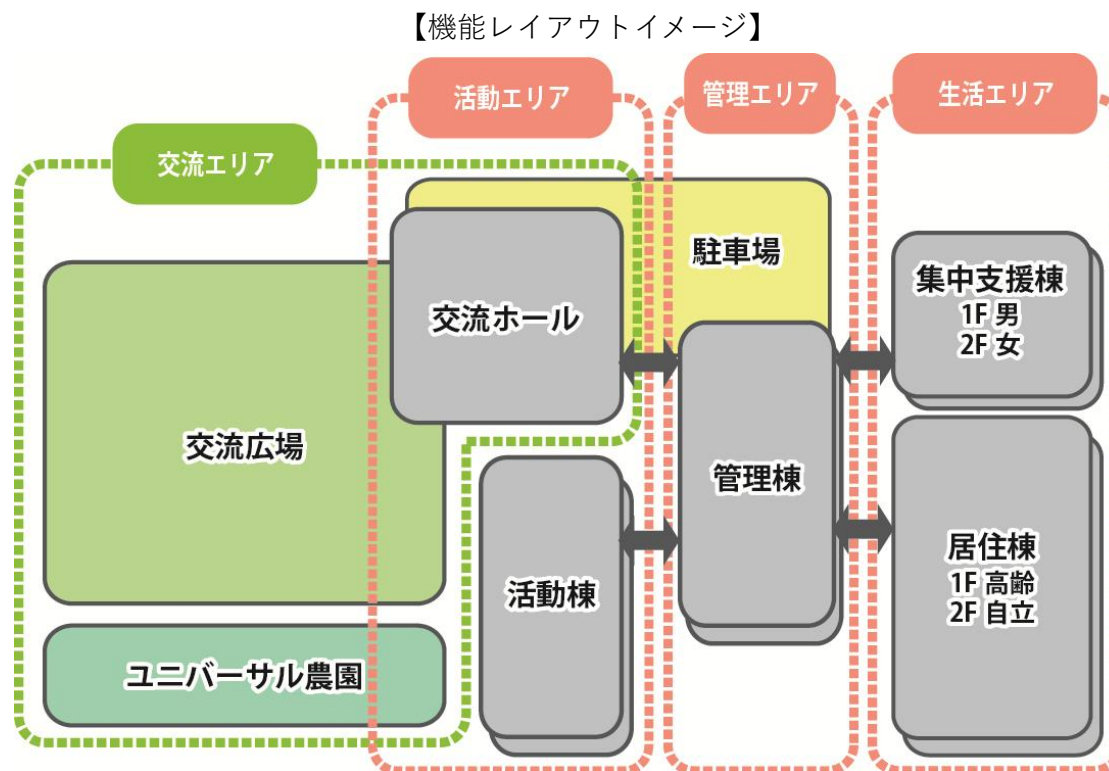 【機能レイアウトイメージ】
活動エリア
管理エリア
生活エリア
交流エリア
駐車場
集中支援棟
1F 男
2F 女
交流ホール
交流広場
管理棟
居住棟
1F 高齢
2F 自立
活動棟
ユニバーサル農園